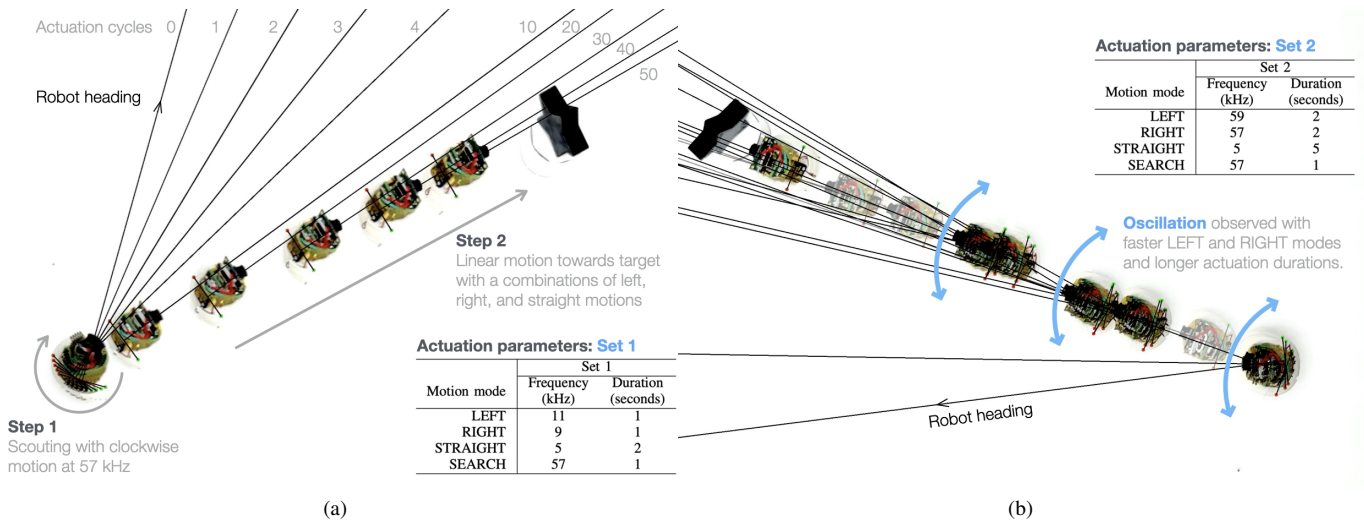 Actuation cycles 0 1 2 3 4 10 20 30 40 50
Robot heading
Step 2
Linear motion towards target
with a combinations of left,
right, and straight motions
Actuation parameters: Set 1
Set 1
Motion mode Frequency (kHz) Duration (seconds)
LEFT 11 1
RIGHT 9 1
STRAIGHT 5 2
SEARCH 57 1
Step 1
Scouting with clockwise
motion at 57 kHz
(a)
Actuation parameters: Set 2
Set 2
Motion mode Frequency (kHz) Duration (seconds)
LEFT 59 2
RIGHT 57 2
STRAIGHT 5 5
SEARCH 57 1
Oscillation observed with
faster LEFT and RIGHT modes
and longer actuation durations.
Robot heading
(b)